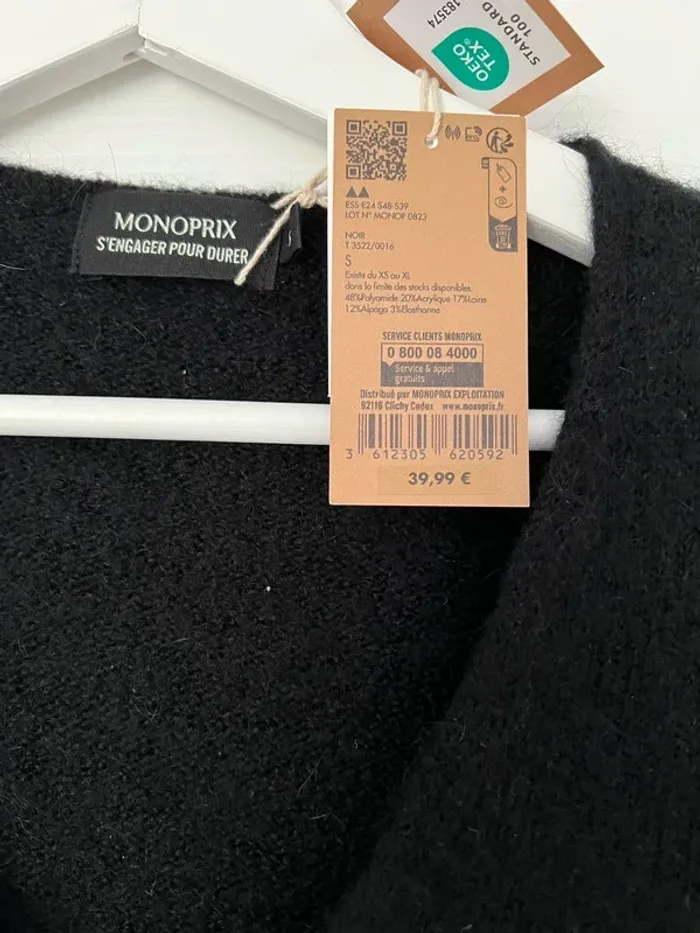 183574
STANDARD
100
OEKO
TEX®
MONOPRIX
S'ENGAGER POUR DURER
S
ESS E24 S48-539
LOT N° MONOP 0823
NOIR
T 3522/0016
S
Existe du XS au XL
dans la limite des stocks disponibles.
48%Polyamide 20%Acrylique 17%Laine
12%Alpaga 3%Elasthanne
SERVICE CLIENTS MONOPRIX
0 800 08 4000
Service & appel
gratuits
Distribué par MONOPRIX EXPLOITATION
92116 Clichy Cedex www.monoprix.fr
3 612305 620592
39,99 €